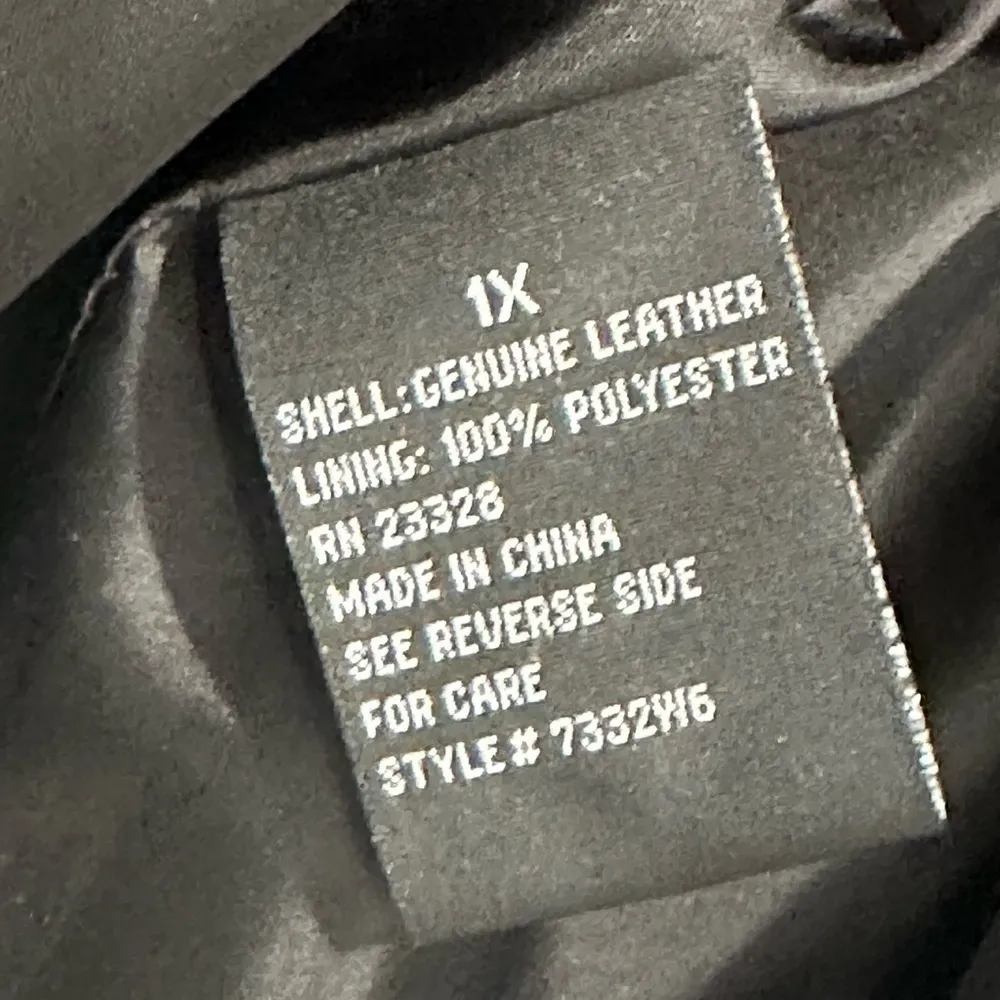 1X
SHELL:GENUINE LEATHER
LINING: 100% POLYESTER
RN 23328
MADE IN CHINA
SEE REVERSE SIDE
FOR CARE
STYLE# 7332W6